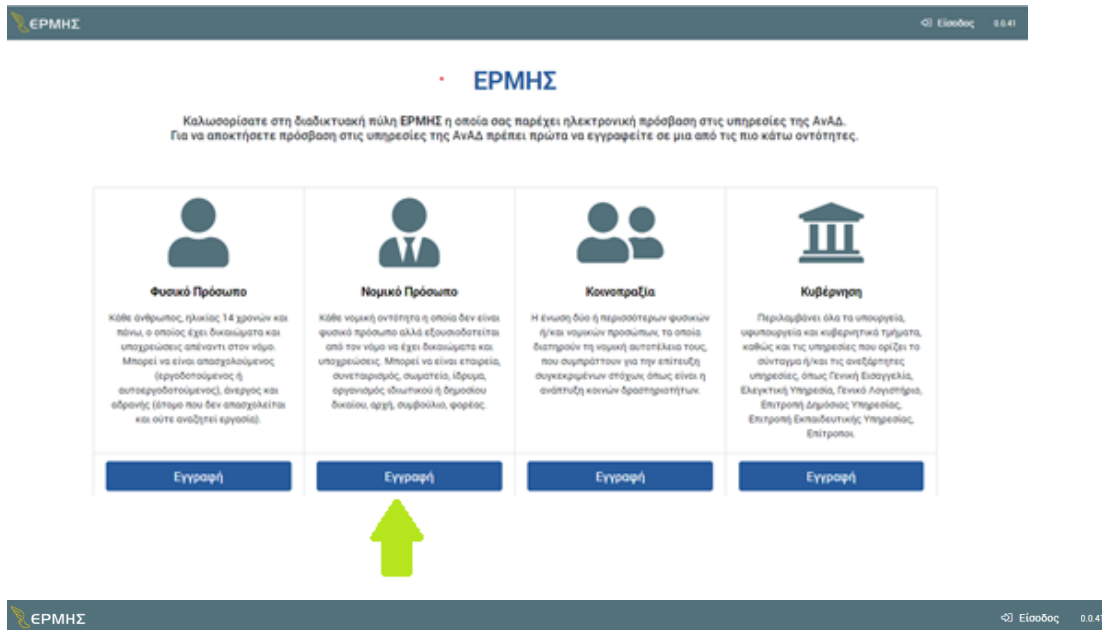 ΕΡΜΗΣ
Είσοδος 0.0.41
ΕΡΜΗΣ
Καλωσορίσατε στη διαδικτυακή πύλη ΕΡΜΗΣ η οποία σας παρέχει ηλεκτρονική πρόσβαση στις υπηρεσίες της ΑνΑΔ.
Για να αποκτήσετε πρόσβαση στις υπηρεσίες της ΑνΑΔ πρέπει πρώτα να εγγραφείτε σε μια από τις πιο κάτω οντότητες.
Φυσικό Πρόσωπο
Κάθε άνθρωπος, ηλικίας 14 χρονών και
πάνω, ο οποίος έχει δικαιώματα και
υποχρεώσεις απέναντι στον νόμο.
Μπορεί να είναι απασχολούμενος
(εργοδοτούμενος ή
αυτοεργοδοτούμενος), άνεργος και
αδρανής (άτομο που δεν απασχολείται
και ούτε αναζητεί εργασία).
Εγγραφή
Νομικό Πρόσωπο
Κάθε νομική οντότητα η οποία δεν είναι
φυσικό πρόσωπο αλλά εξουσιοδοτείται
από τον νόμο να έχει δικαιώματα και
υποχρεώσεις. Μπορεί να είναι εταιρεία,
συνεταιρισμός, σωματείο, ίδρυμα,
οργανισμός ιδιωτικού ή δημοσίου
δικαίου, αρχή, συμβούλιο, φορέας.
Εγγραφή
Κοινοπραξία
Η ένωση δύο ή περισσότερων φυσικών
ή/και νομικών προσώπων, τα οποία
διατηρούν τη νομική αυτοτέλεια τους,
που συμπράττουν για την επίτευξη
συγκεκριμένων στόχων, όπως είναι η
ανάπτυξη κοινών δραστηριοτήτων.
Εγγραφή
Κυβέρνηση
Περιλαμβάνει όλα τα υπουργεία,
υφυπουργεία και κυβερνητικά τμήματα,
καθώς και τις υπηρεσίες που ορίζει το
σύνταγμα ή/και τις ανεξάρτητες
υπηρεσίες, όπως Γενική Εισαγγελία,
Ελεγκτική Υπηρεσία, Γενικό Λογιστήριο,
Επιτροπή Δημόσιας Υπηρεσίας,
Επιτροπή Εκπαιδευτικής Υπηρεσίας,
Επίτροποι.
Εγγραφή
ΕΡΜΗΣ
Είσοδος 0.0.41